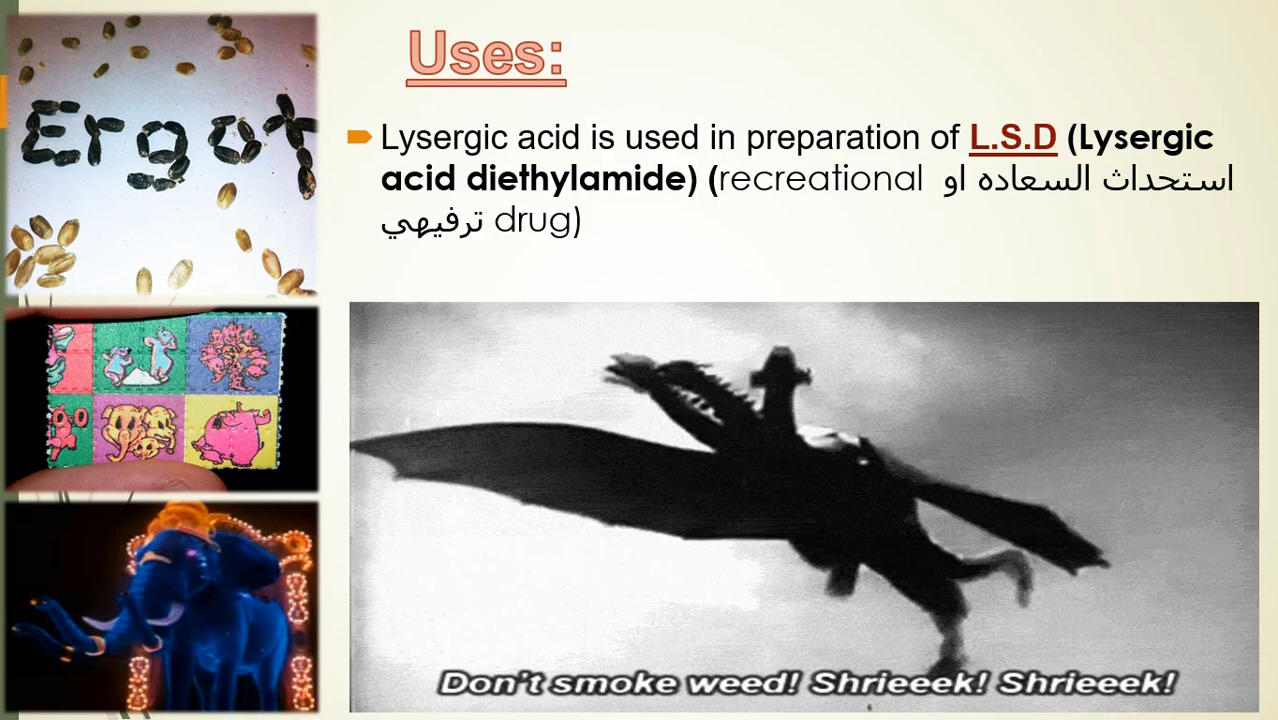 Ergot
Uses:
Lysergic acid is used in preparation of L.S.D (Lysergic
acid diethylamide) (recreational استحداث السعاده او
ترفيهي drug)
Don't smoke weed! Shrieeek! Shrieeek!